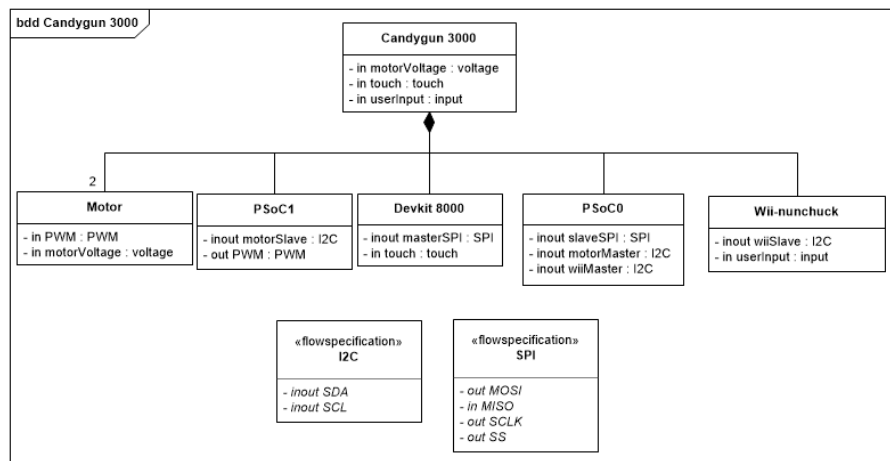 bdd Candygun 3000
Candygun 3000
- in motorVoltage : voltage
- in touch : touch
- in userInput : input
2
Motor
- in PWM : PWM
- in motorVoltage : voltage
PSoC1
- inout motorSlave : I2C
- out PWM : PWM
Devkit 8000
- inout masterSPI : SPI
- in touch : touch
PSoC0
- inout slaveSPI : SPI
- inout motorMaster : I2C
- inout wiiMaster : I2C
Wii-nunchuck
- inout wiiSlave : I2C
- in userInput : input
«flowspecification»
I2C
- inout SDA
- inout SCL
«flowspecification»
SPI
- out MOSI
- in MISO
- out SCLK
- out SS